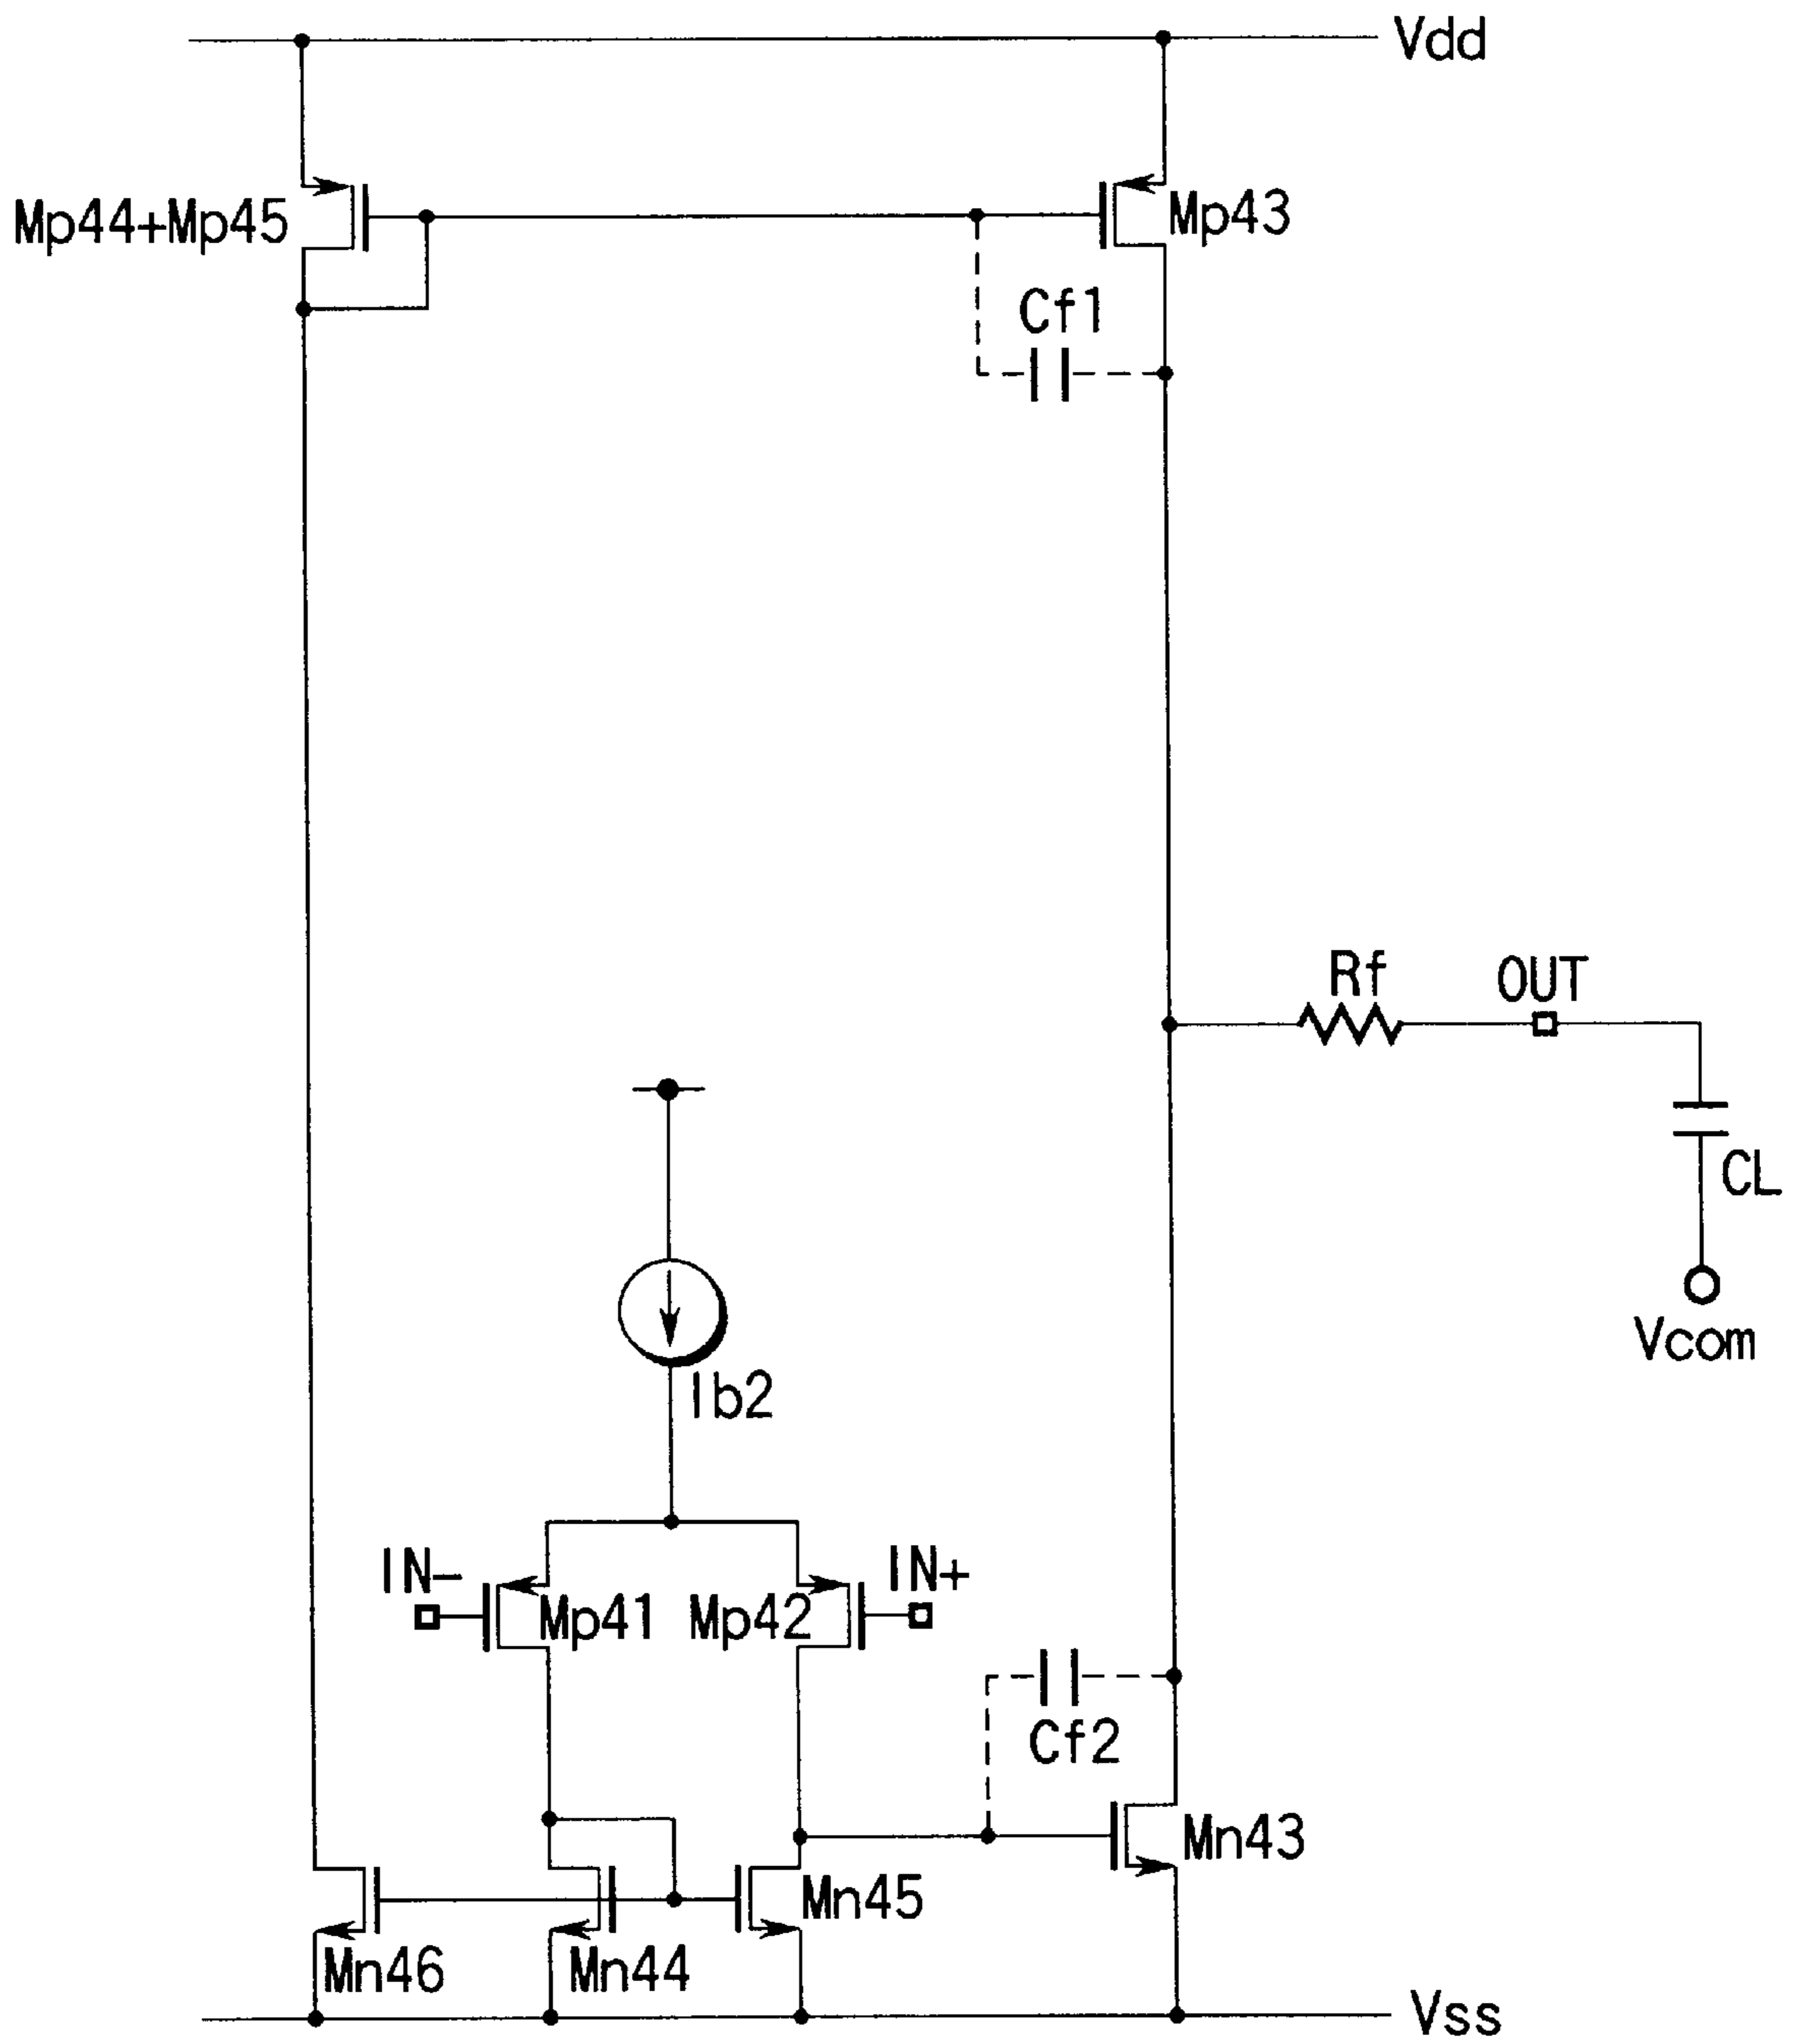 Vdd
Mp44+Mp45
Mp43
Cf1
Rf
OUT
CL
Vcom
Ib2
IN-
Mp41
Mp42
IN+
Cf2
Mn43
Mn45
Mn46
Mn44
Vss